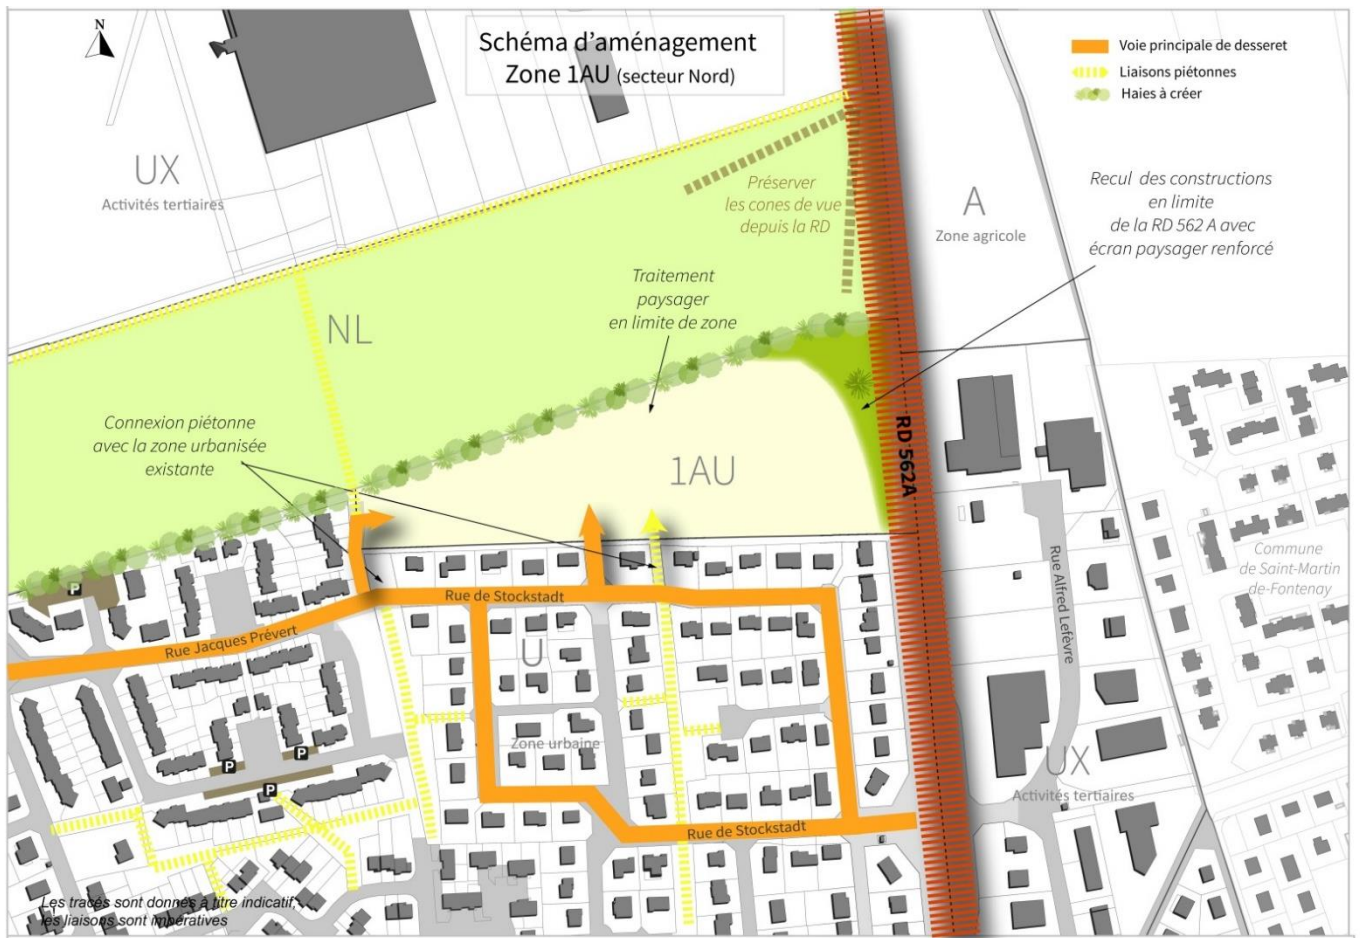 N
Schéma d'aménagement
Zone 1AU (secteur Nord)
Voie principale de desseret
Liaisons piétonnes
Haies à créer
UX
Activités tertiaires
Préserver
les cones de vue
depuis la RD
A
Zone agricole
Recul des constructions
en limite
de la RD 562 A avec
écran paysager renforcé
Traitement
paysager
en limite de zone
NL
Connexion piétonne
avec la zone urbanisée
existante
1AU
RD 562A
Commune
de Saint-Martin
de-Fontenay
Rue Alfred Lefèvre
P
Rue de Stockstadt
Rue Jacques Prévert
U
Zone urbaine
P
P
P
UX
Activités tertiaires
Rue de Stockstadt
Les tracés sont donnés à titre indicatif,
les liaisons sont impératives